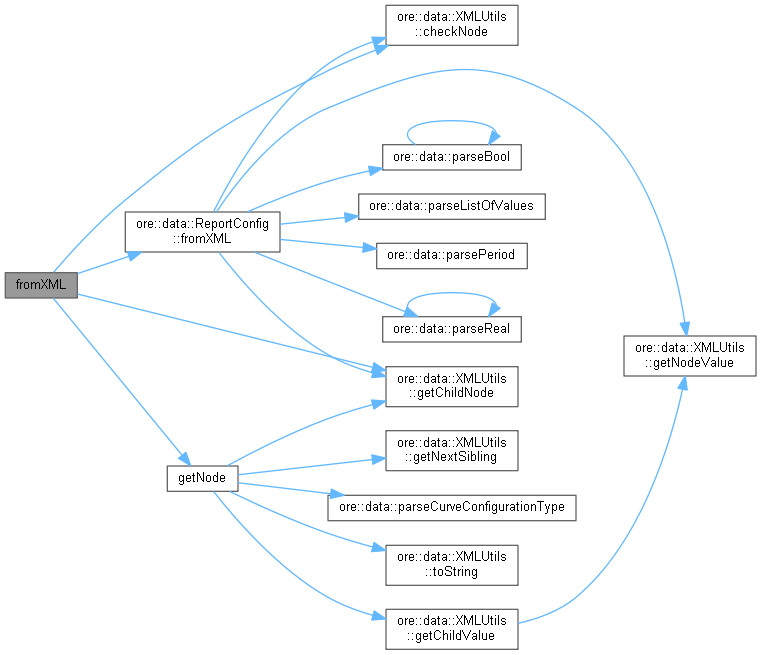 ore::data::XMLUtils
::checkNode
ore::data::parseBool
ore::data::parseListOfValues
ore::data::ReportConfig
::fromXML
ore::data::parsePeriod
fromXML
ore::data::parseReal
ore::data::XMLUtils
::getNodeValue
ore::data::XMLUtils
::getChildNode
ore::data::XMLUtils
::getNextSibling
getNode
ore::data::parseCurveConfigurationType
ore::data::XMLUtils
::toString
ore::data::XMLUtils
::getChildValue